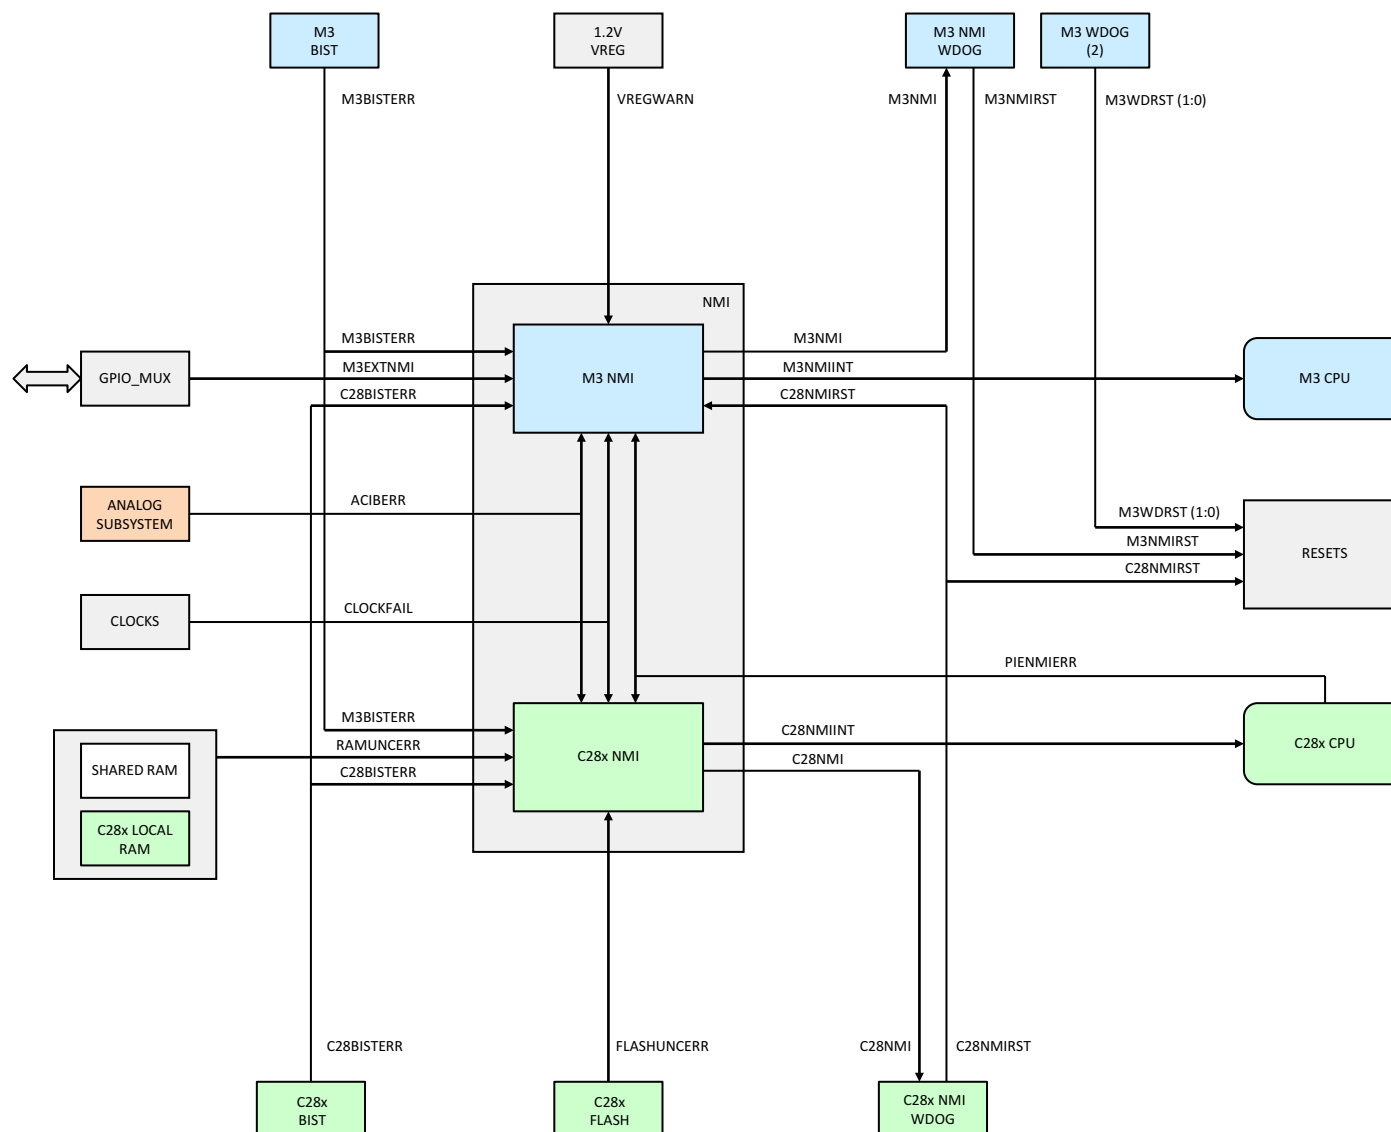 M3
BIST
1.2V
VREG
M3 NMI
WDOG
M3 WDOG
(2)
M3BISTERR
VREGWARN
M3NMI
M3NMIRST
M3WDRST (1:0)
NMI
M3BISTERR
M3EXTNMI
C28BISTERR
GPIO_MUX
M3 NMI
M3NMI
M3NMIINT
C28NMIRST
M3 CPU
ANALOG
SUBSYSTEM
ACIBERR
M3WDRST (1:0)
M3NMIRST
C28NMIRST
RESETS
CLOCKS
CLOCKFAIL
PIENMIERR
M3BISTERR
RAMUNCERR
C28BISTERR
SHARED RAM
C28x LOCAL
RAM
C28x NMI
C28NMIINT
C28NMI
C28x CPU
C28BISTERR
FLASHUNCERR
C28NMI
C28NMIRST
C28x
BIST
C28x
FLASH
C28x NMI
WDOG